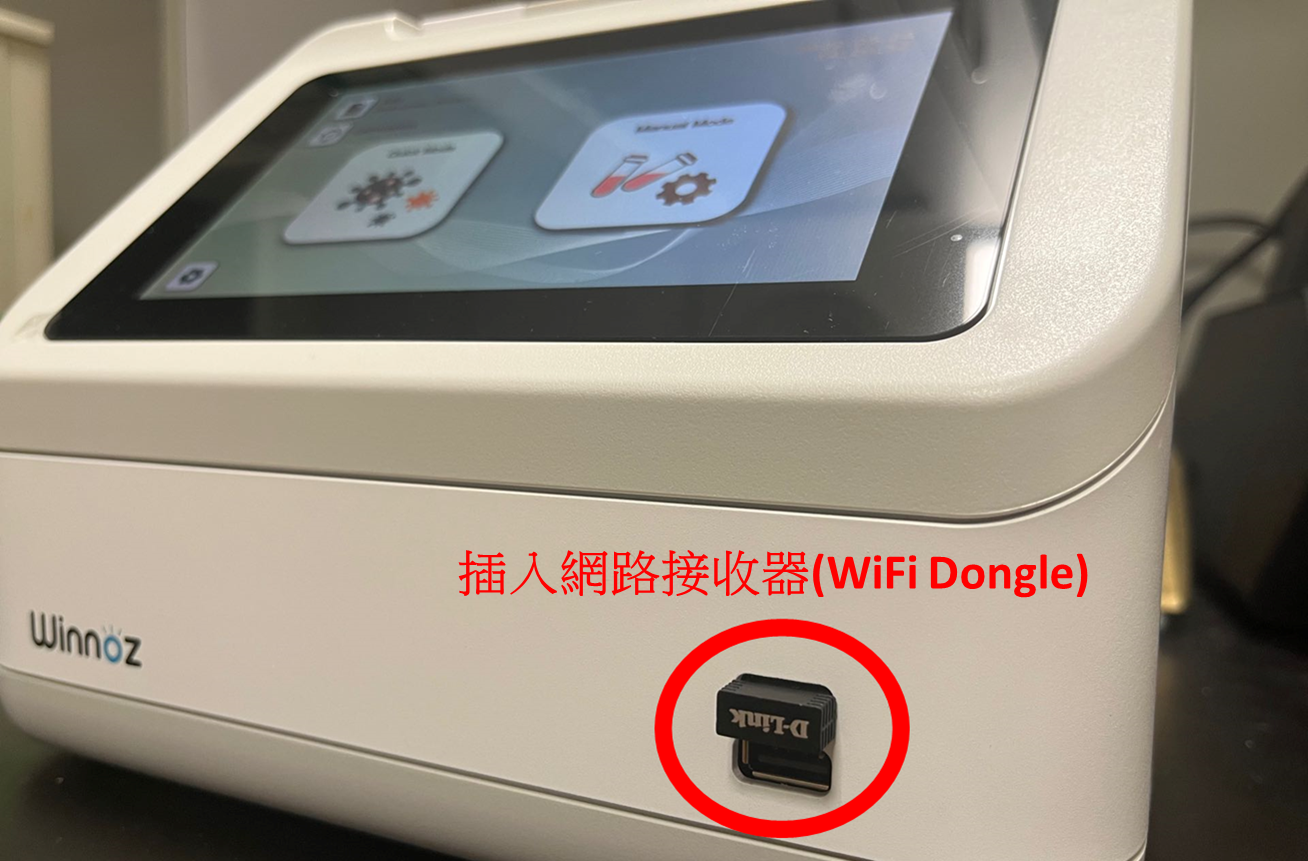 Manual Mode
插入網路接收器(WiFi Dongle)
Winnoz
D-Link